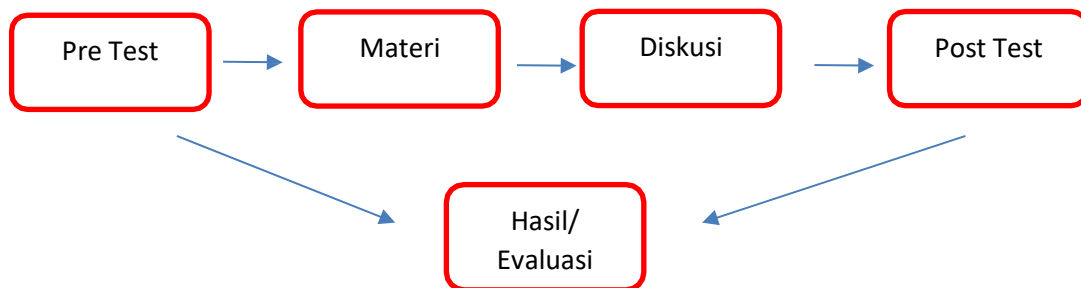 Pre Test
Materi
Diskusi
Post Test
Hasil/
Evaluasi